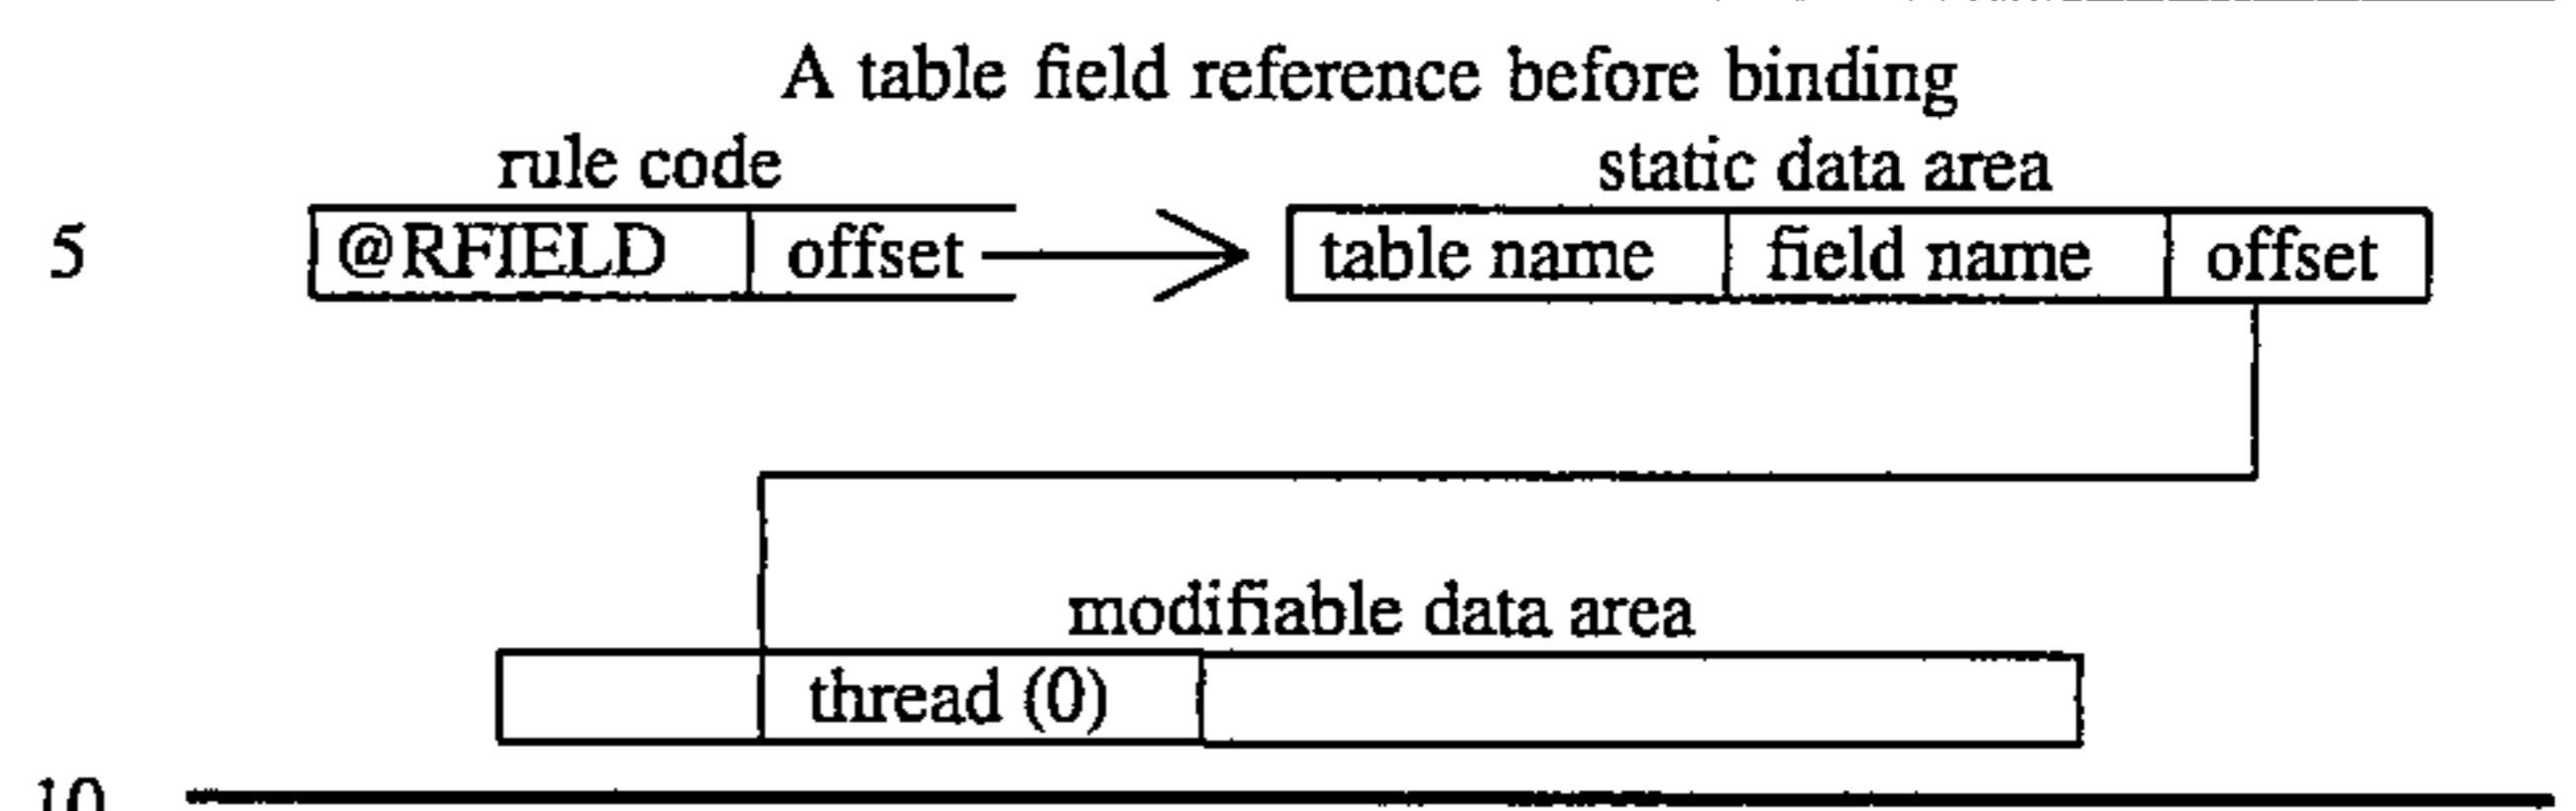 A table field reference before binding
rule code static data area
5 @RFIELD offset table name field name offset
modifiable data area
thread (0)
10